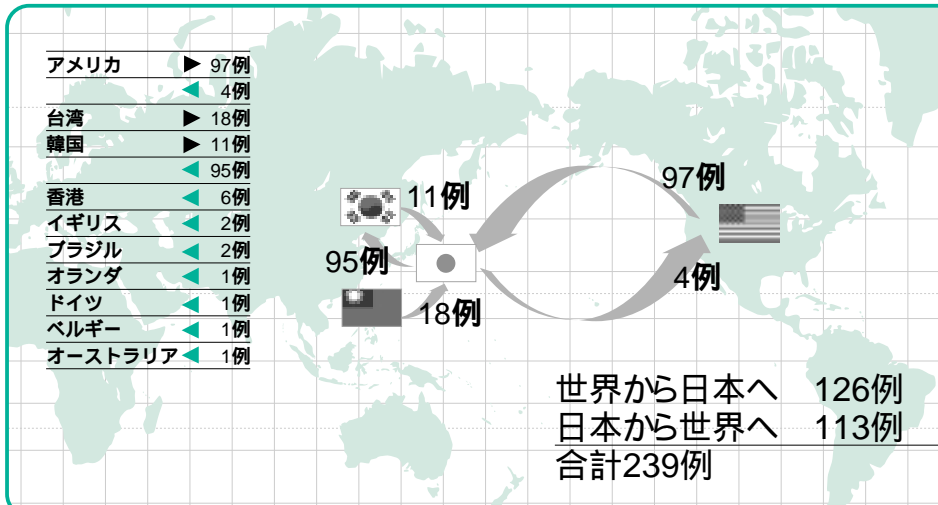 アメリカ ▶ 97例
◀ 4例
台湾 ▶ 18例
韓国 ▶ 11例
◀ 95例
香港 ◀ 6例
イギリス ◀ 2例
ブラジル ◀ 2例
オランダ ◀ 1例
ドイツ ◀ 1例
ベルギー ◀ 1例
オーストラリア ◀ 1例
97例
11例
95例
4例
18例
世界から日本へ 126例
日本から世界へ 113例
合計239例